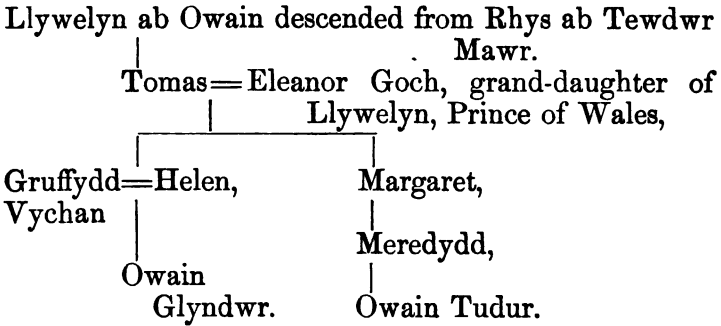 Llywelyn ab Owain descended from Rhys ab Tewdwr
Mawr.
Tomas=Eleanor Goch, grand-daughter of
Llywelyn, Prince of Wales,
Gruffydd=Helen,
Vychan
Margaret,
Meredydd,
Owain
Glyndwr.
Owain Tudur.